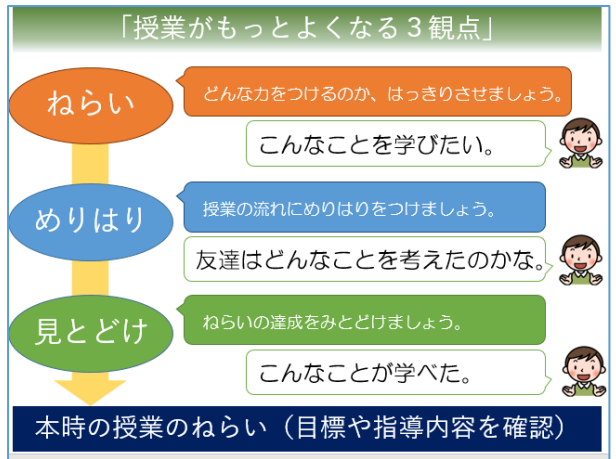 「授業がもっとよくなる３観点」
ねらい
どんな力をつけるのか、はっきりさせましょう。
こんなことを学びたい。
めりはり
授業の流れにめりはりをつけましょう。
友達はどんなことを考えたのかな。
見とどけ
ねらいの達成をみとどけましょう。
こんなことが学べた。
本時の授業のねらい（目標や指導内容を確認）